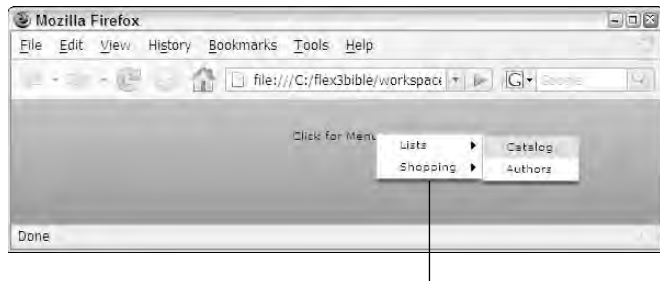 Mozilla Firefox
File Edit View History Bookmarks Tools Help
file:///C:/flex3bible/workspace G Google
Click for Menu
Lists Catalog
Shopping Authors
Done